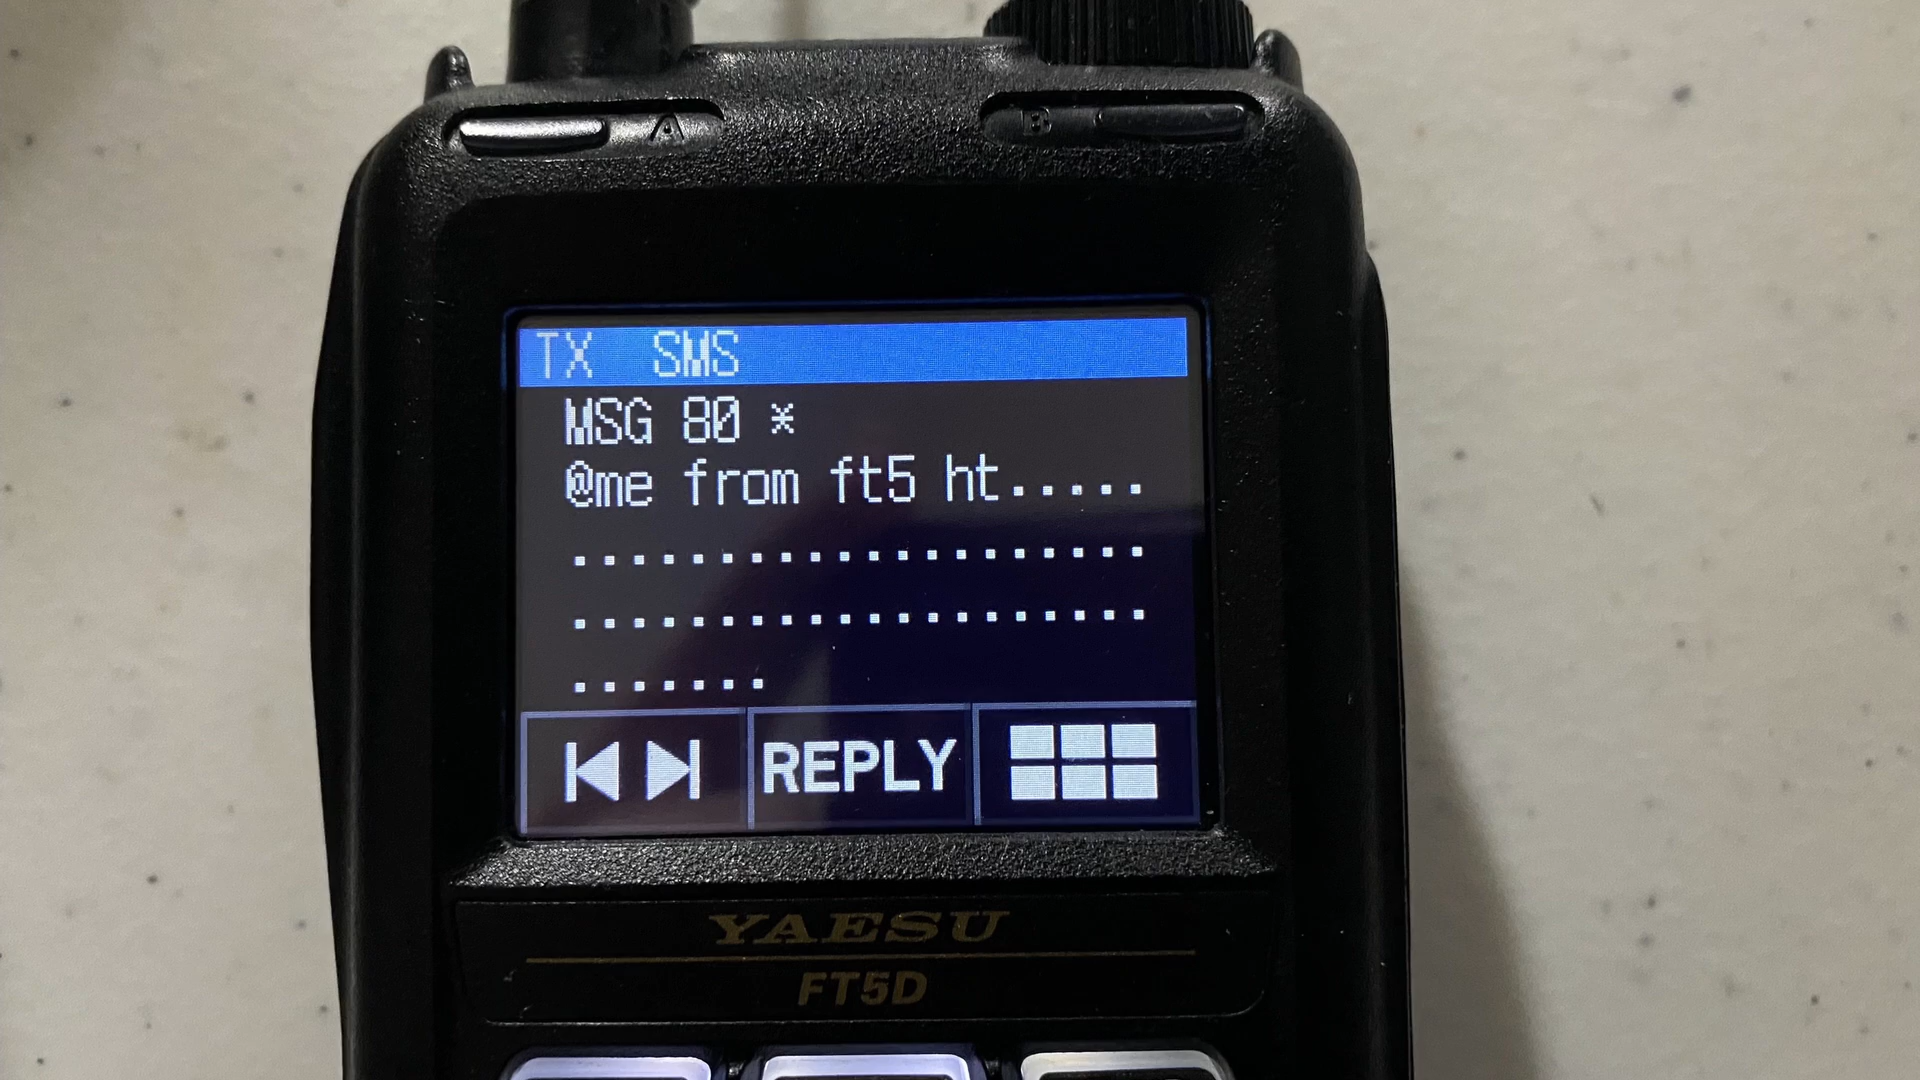 A B
TX SMS
MSG 80 *
@me from ft5 ht.....
....................
....................
.......
REPLY
YAESU
FT5D